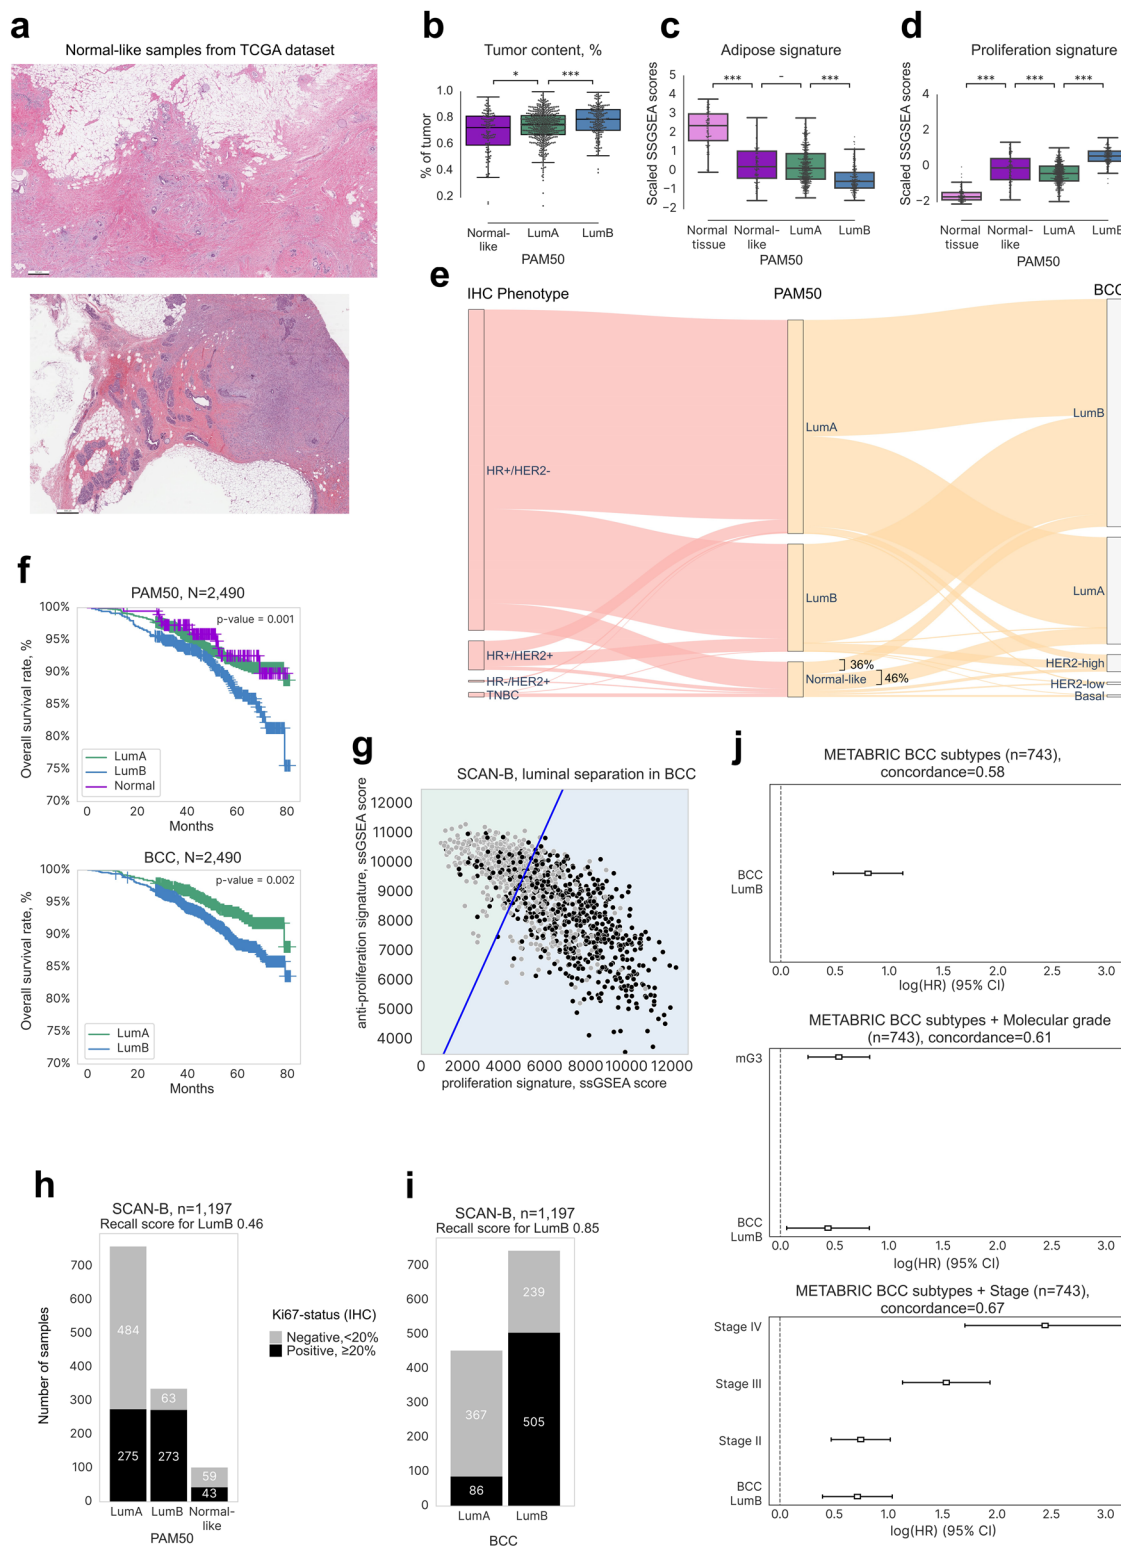 a
Normal-like samples from TCGA dataset
b
Tumor content, %
*
***
% of tumor
1.0
0.8
0.6
0.4
0.2
Normal-
like
LumA
LumB
PAM50
c
Adipose signature
***
-
***
Scaled SSGSEA scores
5
4
3
2
1
0
−1
−2
Normal
tissue
Normal-
like
LumA
LumB
PAM50
d
Proliferation signature
***
***
***
Scaled SSGSEA scores
4
2
0
−2
Normal
tissue
Normal-
like
LumA
LumB
PAM50
e
IHC Phenotype
PAM50
BCC
HR+/HER2-
HR+/HER2+
HR-/HER2+
TNBC
LumA
LumB
Normal-like
36%
46%
LumB
LumA
HER2-high
HER2-low
Basal
f
PAM50, N=2,490
p-value = 0.001
Overall survival rate, %
100%
95%
90%
85%
80%
75%
70%
LumA
LumB
Normal
0 20 40 60 80
Months
BCC, N=2,490
p-value = 0.002
Overall survival rate, %
100%
95%
90%
85%
80%
75%
70%
LumA
LumB
0 20 40 60 80
Months
g
SCAN-B, luminal separation in BCC
anti-proliferation signature, ssGSEA score
12000
11000
10000
9000
8000
7000
6000
5000
4000
0 2000 4000 6000 8000 10000 12000
proliferation signature, ssGSEA score
h
SCAN-B, n=1,197
Recall score for LumB 0.46
Number of samples
700
600
500
400
300
200
100
0
484
275
63
273
59
43
LumA
LumB
Normal-
like
PAM50
Ki67-status (IHC)
Negative,<20%
Positive, ≥20%
i
SCAN-B, n=1,197
Recall score for LumB 0.85
700
600
500
400
300
200
100
0
367
86
239
505
LumA
LumB
BCC
j
METABRIC BCC subtypes (n=743),
concordance=0.58
BCC
LumB
0.0 0.5 1.0 1.5 2.0 2.5 3.0
log(HR) (95% CI)
METABRIC BCC subtypes + Molecular grade
(n=743), concordance=0.61
mG3
BCC
LumB
0.0 0.5 1.0 1.5 2.0 2.5 3.0
log(HR) (95% CI)
METABRIC BCC subtypes + Stage (n=743),
concordance=0.67
Stage IV
Stage III
Stage II
BCC
LumB
0.0 0.5 1.0 1.5 2.0 2.5 3.0
log(HR) (95% CI)